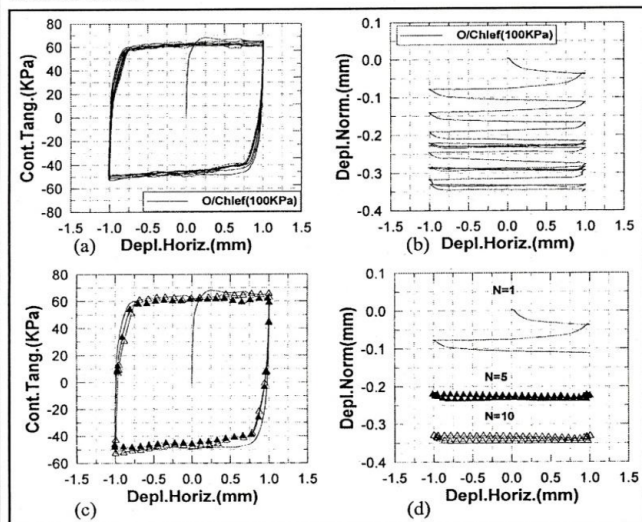 80
60
40
20
0
-20
-40
-60
-80
Cont.Tang.(KPa)
O/Chlef(100KPa)
-1.5 -1.0 -0.5 0.0 0.5 1.0 1.5
(a) Depl.Horiz.(mm)
0.1
0.0
-0.1
-0.2
-0.3
-0.4
Depl.Norm.(mm)
O/Chlef(100KPa)
-1.5 -1.0 -0.5 0.0 0.5 1.0 1.5
(b) Depl.Horiz.(mm)
80
60
40
20
0
-20
-40
-60
Cont.Tang.(KPa)
-1.5 -1.0 -0.5 0.0 0.5 1.0 1.5
(c) Depl.Horiz.(mm)
0.1
0.0
-0.1
-0.2
-0.3
-0.4
Depl.Norm(mm)
N=1
N=5
N=10
-1.5 -1.0 -0.5 0.0 0.5 1.0 1.5
(d) Depl.Horiz.(mm)